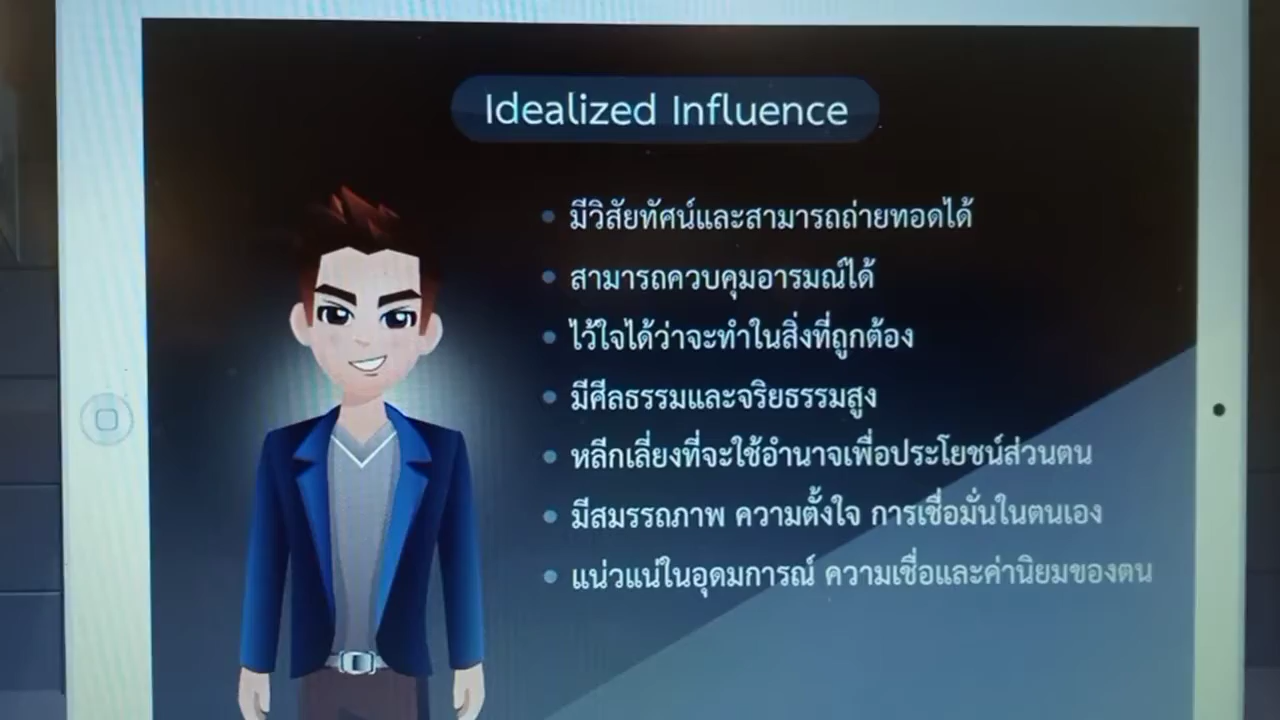 Idealized Influence
มีวิสัยทัศน์และสามารถถ่ายทอดได้
สามารถควบคุมอารมณ์ได้
ไว้ใจได้ว่าจะทำในสิ่งที่ถูกต้อง
มีศีลธรรมและจริยธรรมสูง
หลีกเลี่ยงที่จะใช้อำนาจเพื่อประโยชน์ส่วนตน
มีสมรรถภาพ ความตั้งใจ การเชื่อมั่นในตนเอง
แน่วแน่ในอุดมการณ์ ความเชื่อและค่านิยมของตน